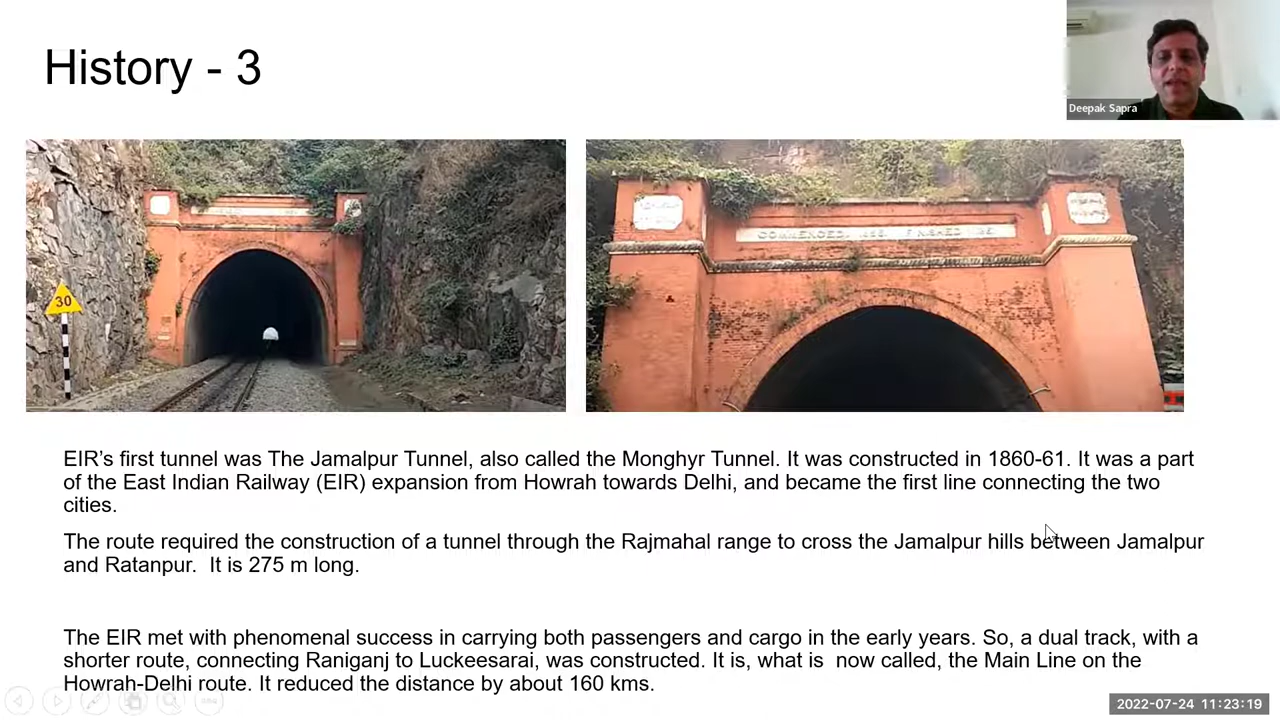 History - 3
Deepak Sapra
30
COMMENCED FINISHED
EIR's first tunnel was The Jamalpur Tunnel, also called the Monghyr Tunnel. It was constructed in 1860-61. It was a part
of the East Indian Railway (EIR) expansion from Howrah towards Delhi, and became the first line connecting the two
cities.
The route required the construction of a tunnel through the Rajmahal range to cross the Jamalpur hills between Jamalpur
and Ratanpur.  It is 275 m long.
The EIR met with phenomenal success in carrying both passengers and cargo in the early years. So, a dual track, with a
shorter route, connecting Raniganj to Luckeesarai, was constructed. It is, what is  now called, the Main Line on the
Howrah-Delhi route. It reduced the distance by about 160 kms.
2022-07-24 11:23:19